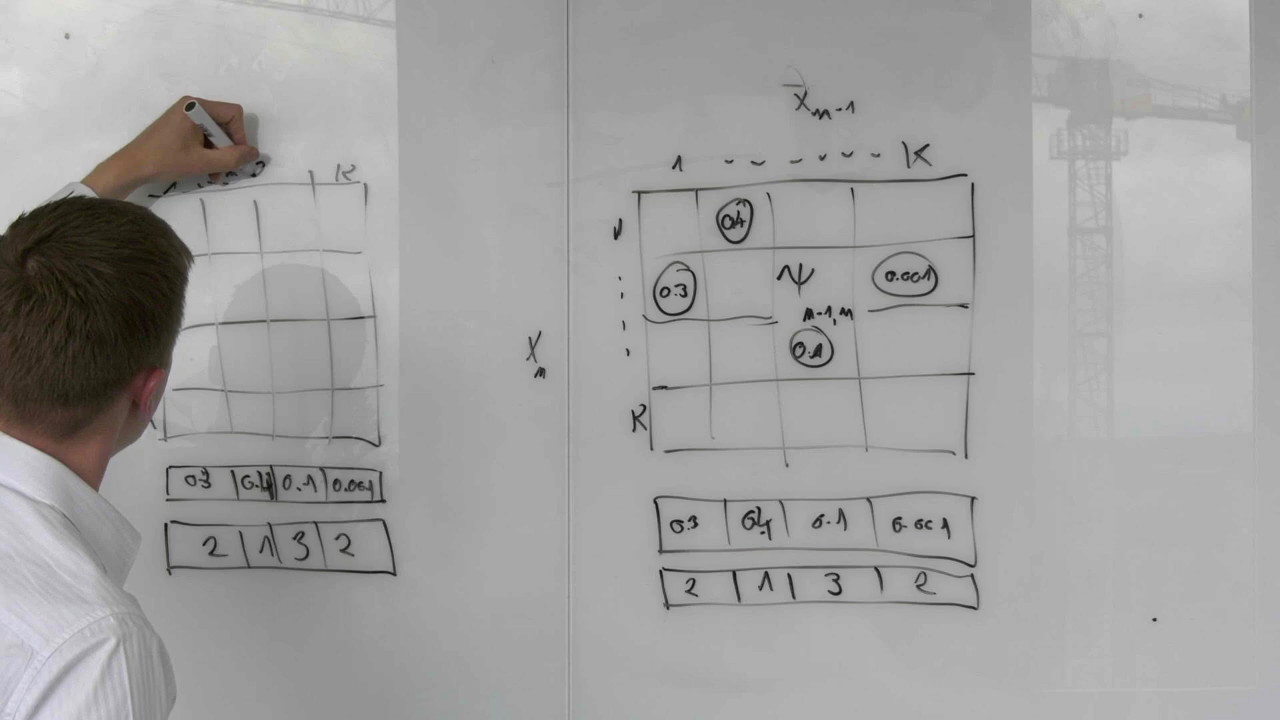 K
0.3 0.4 0.1 0.001
2 1 3 2
X n-1
1 - - - - - - K
1
0.4
0.3 ψ 0.001
n-1,n
0.1
X n
K
0.3 0.4 0.1 0.001
2 1 3 2